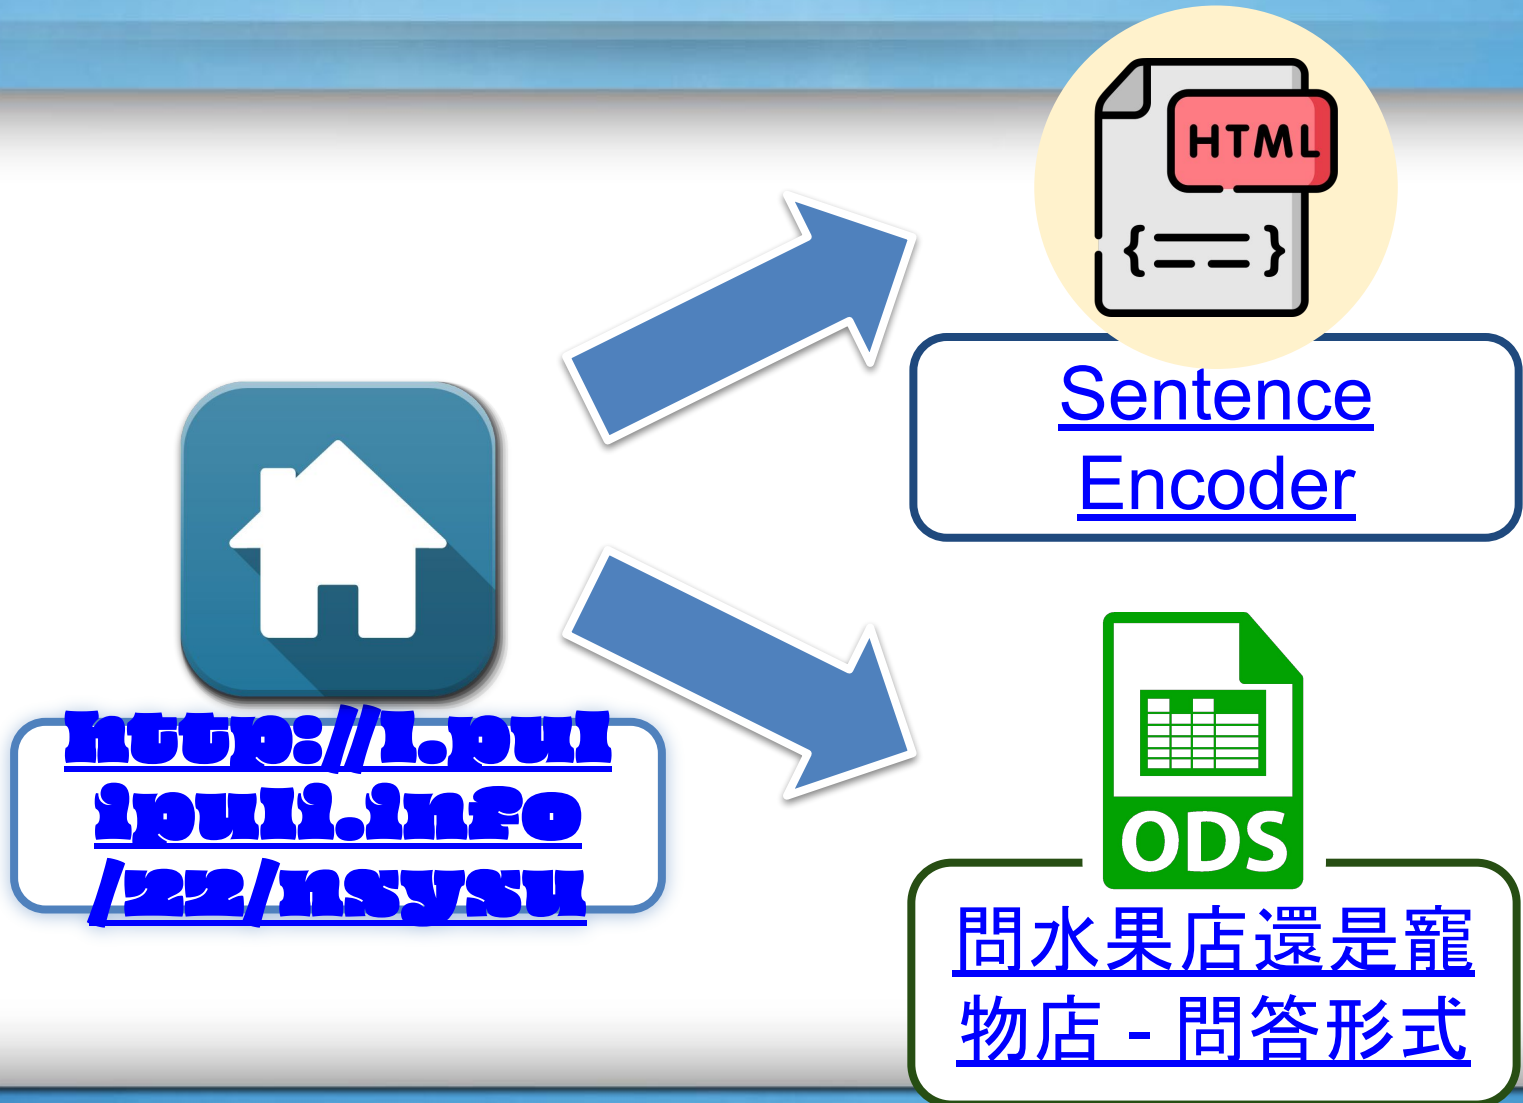 HTML
{ == }
Sentence
Encoder
http://l.pul
ipuli.info
/22/nsysu
ODS
問水果店還是寵
物店 - 問答形式